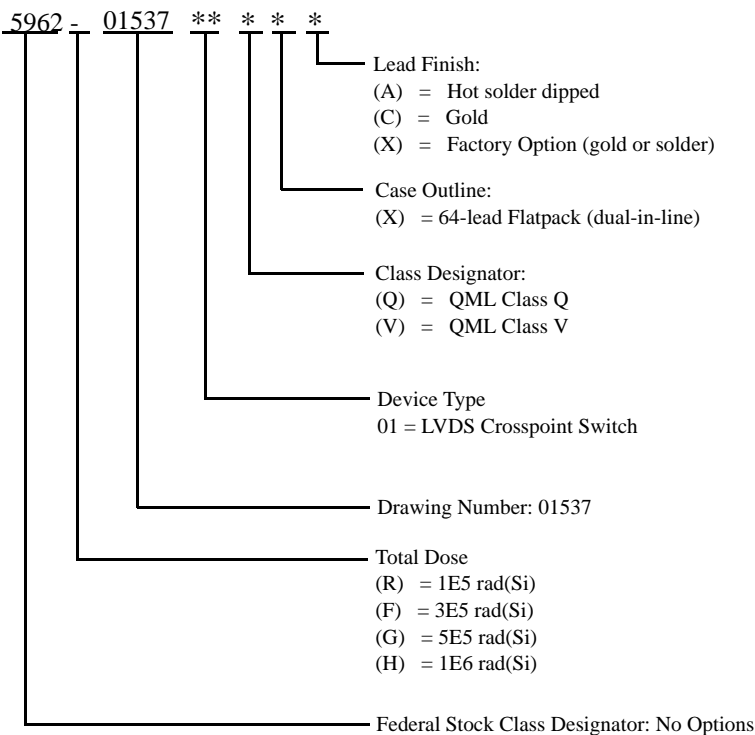 5962 - 01537 ** * * *
Lead Finish:
(A) = Hot solder dipped
(C) = Gold
(X) = Factory Option (gold or solder)
Case Outline:
(X) = 64-lead Flatpack (dual-in-line)
Class Designator:
(Q) = QML Class Q
(V) = QML Class V
Device Type
01 = LVDS Crosspoint Switch
Drawing Number: 01537
Total Dose
(R) = 1E5 rad(Si)
(F) = 3E5 rad(Si)
(G) = 5E5 rad(Si)
(H) = 1E6 rad(Si)
Federal Stock Class Designator: No Options